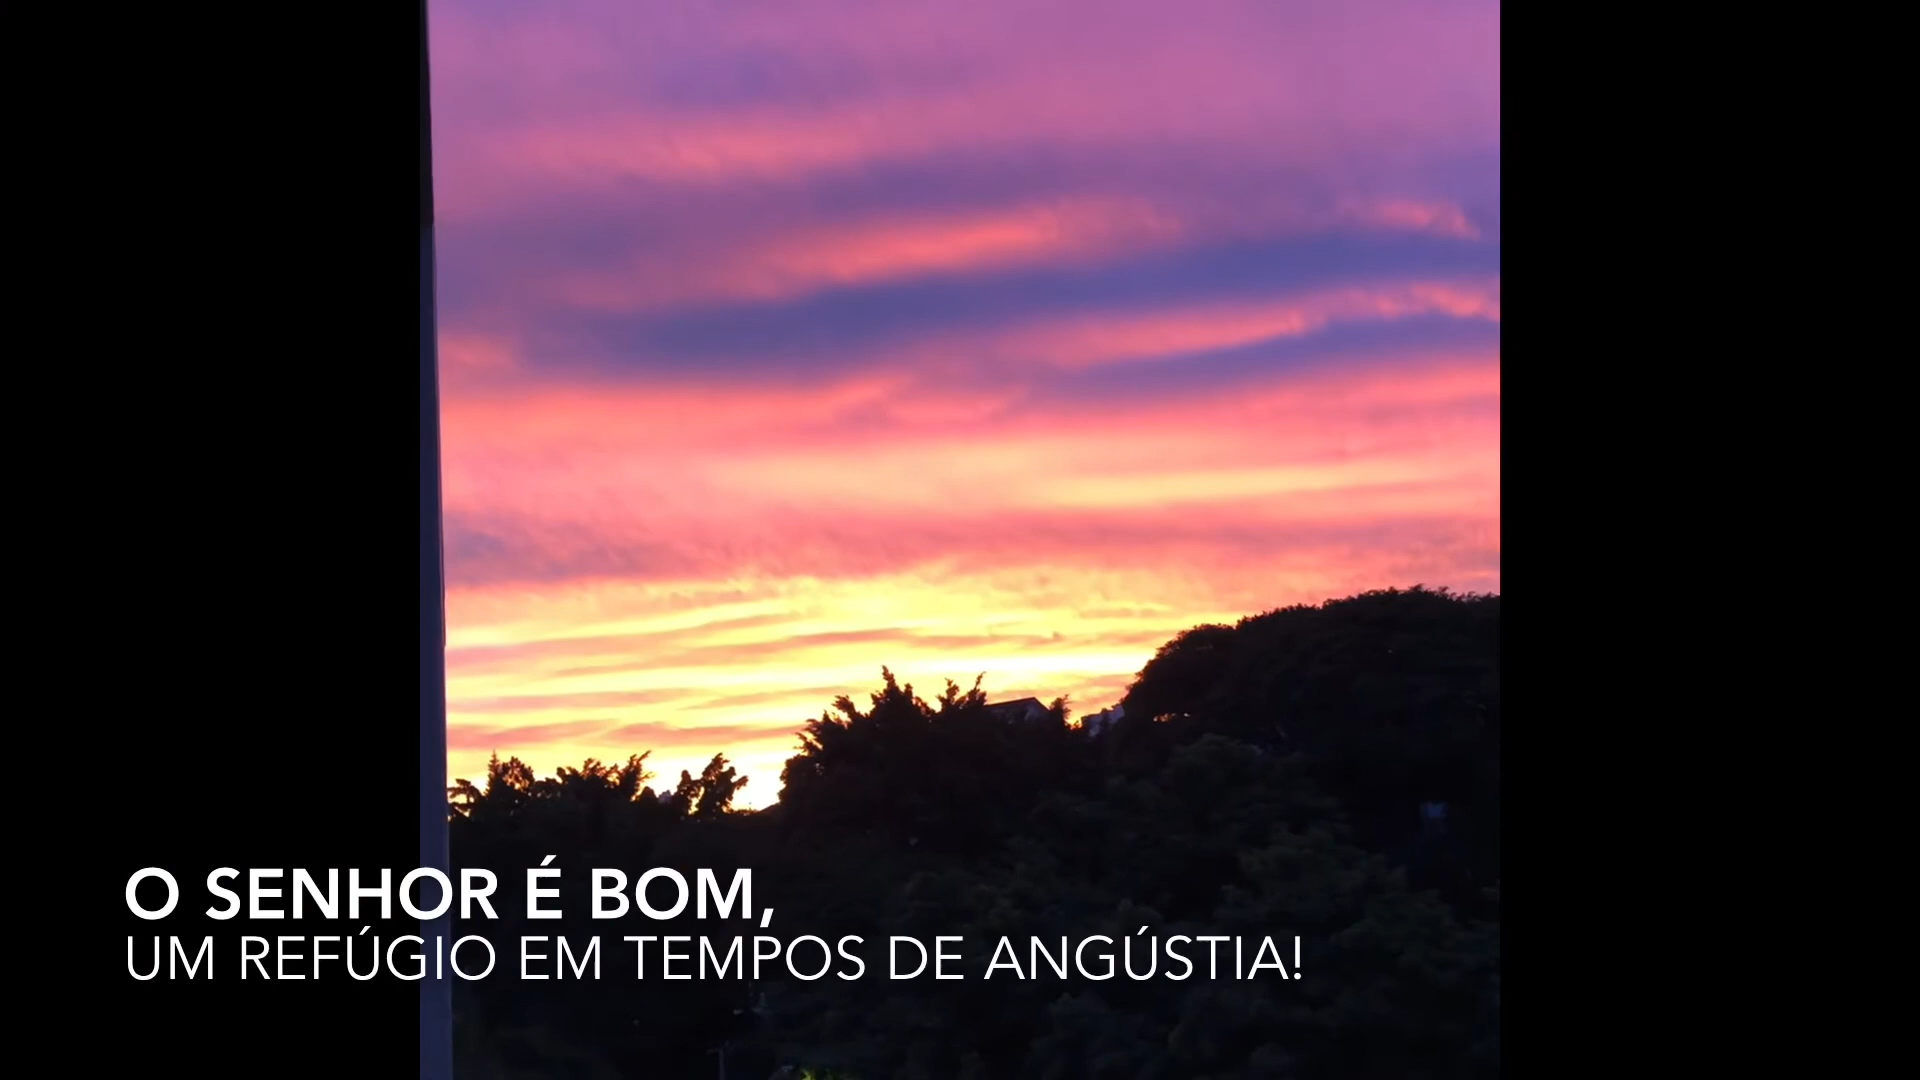 O SENHOR É BOM,
UM REFÚGIO EM TEMPOS DE ANGÚSTIA!